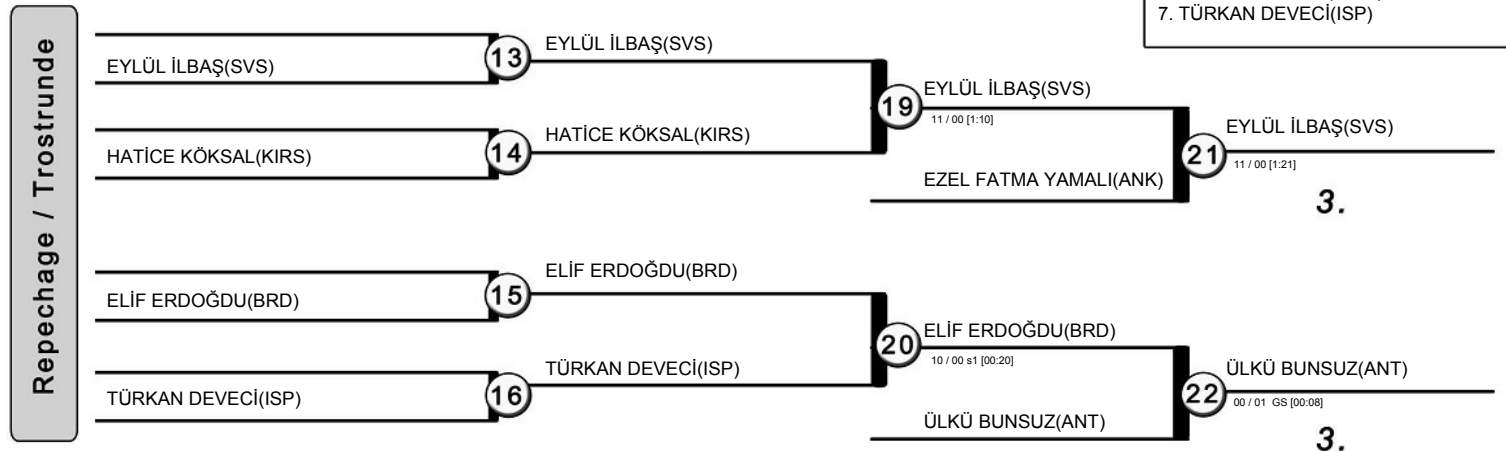 7. TÜRKAN DEVECİ(ISP)
Repechage / Trostrunde
EYLÜL İLBAŞ(SVS)
13
EYLÜL İLBAŞ(SVS)
HATİCE KÖKSAL(KIRS)
14
HATİCE KÖKSAL(KIRS)
19
EYLÜL İLBAŞ(SVS)
11 / 00 [1:10]
EZEL FATMA YAMALI(ANK)
21
EYLÜL İLBAŞ(SVS)
11 / 00 [1:21]
3.
ELİF ERDOĞDU(BRD)
15
ELİF ERDOĞDU(BRD)
TÜRKAN DEVECİ(ISP)
16
TÜRKAN DEVECİ(ISP)
20
ELİF ERDOĞDU(BRD)
10 / 00 s1 [00:20]
ÜLKÜ BUNSUZ(ANT)
22
ÜLKÜ BUNSUZ(ANT)
00 / 01 GS [00:08]
3.